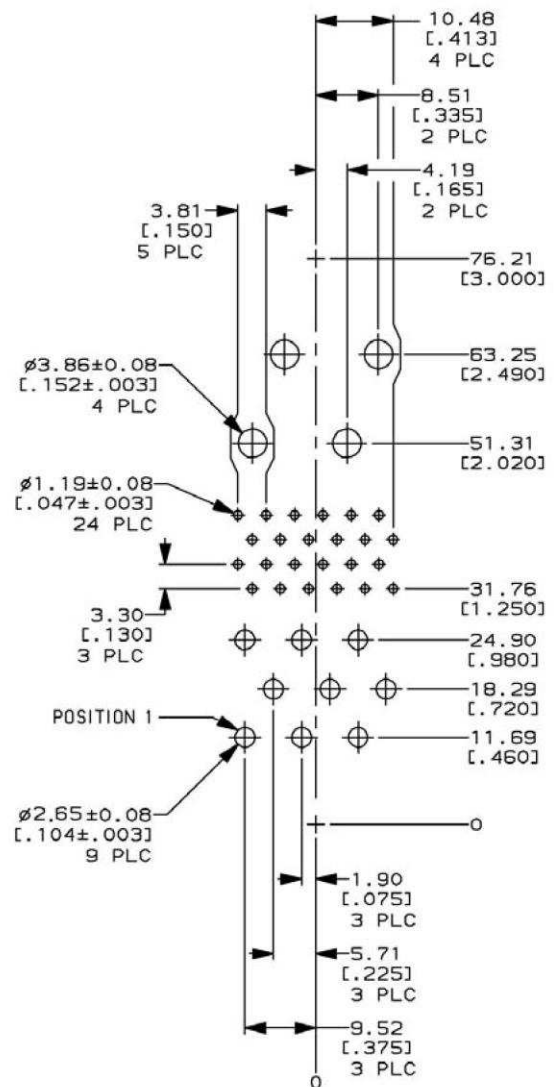 10.48
[.413]
4 PLC
8.51
[.335]
2 PLC
4.19
[.165]
2 PLC
3.81
[.150]
5 PLC
76.21
[3.000]
ø3.86±0.08
[.152±.003]
4 PLC
63.25
[2.490]
51.31
[2.020]
ø1.19±0.08
[.047±.003]
24 PLC
31.76
[1.250]
3.30
[.130]
3 PLC
24.90
[.980]
18.29
[.720]
POSITION 1
11.69
[.460]
ø2.65±0.08
[.104±.003]
9 PLC
0
1.90
[.075]
3 PLC
5.71
[.225]
3 PLC
9.52
[.375]
3 PLC
0